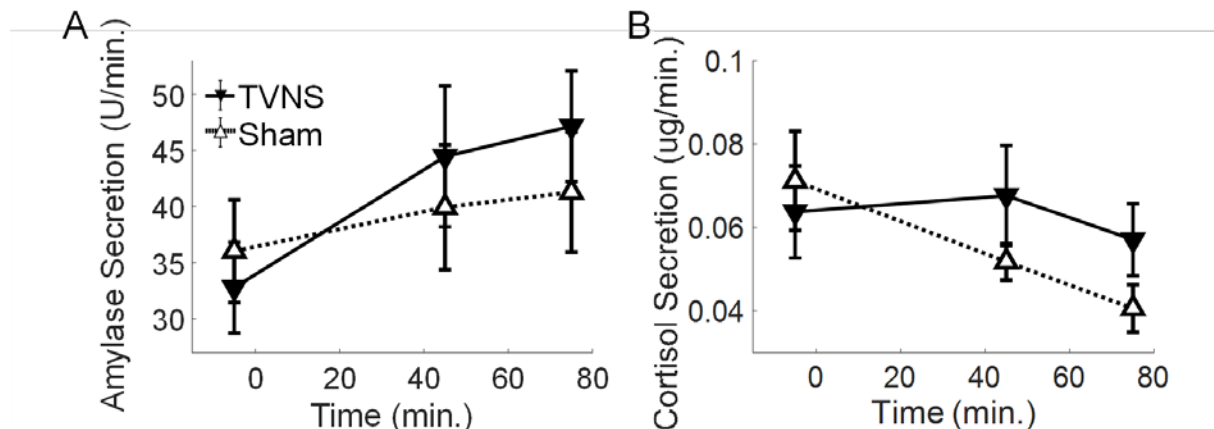 A
Amylase Secretion (U/min.)
50
45
40
35
30
TVNS
Sham
0 20 40 60 80
Time (min.)
B
Cortisol Secretion (ug/min.)
0.1
0.08
0.06
0.04
0 20 40 60 80
Time (min.)